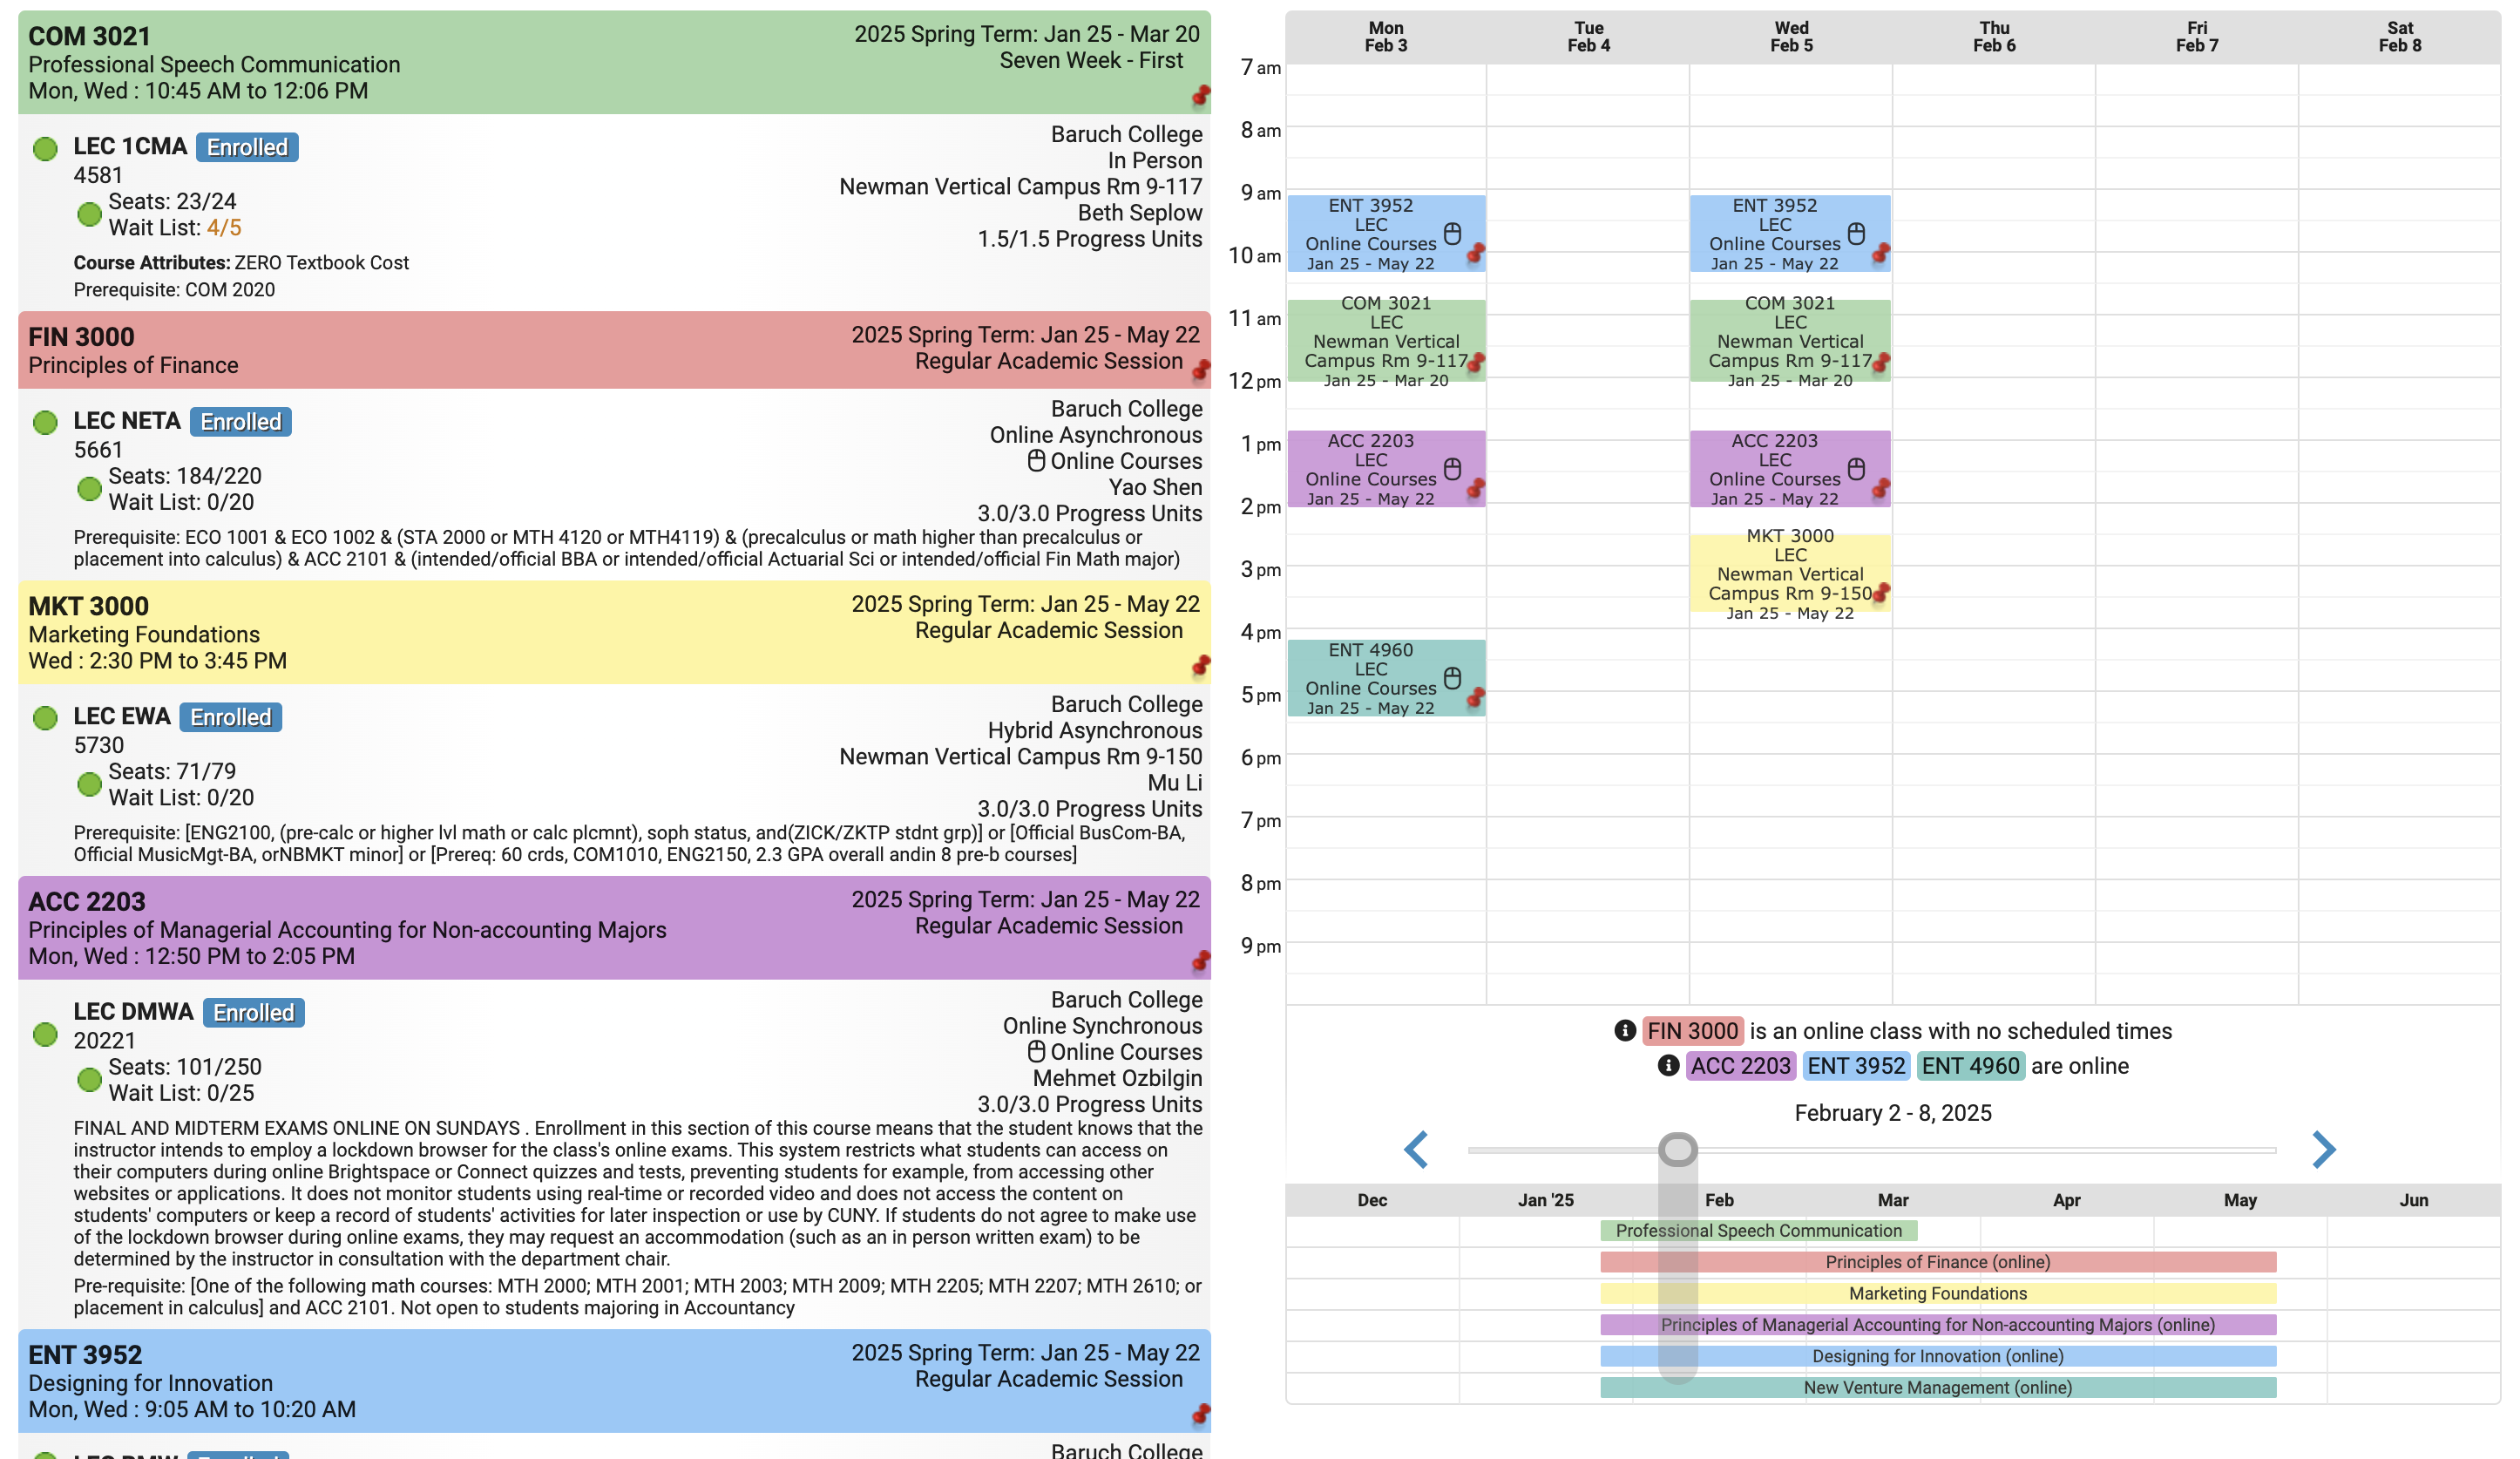 COM 3021
2025 Spring Term: Jan 25 - Mar 20
Professional Speech Communication
Seven Week - First
Mon, Wed : 10:45 AM to 12:06 PM
LEC 1CMA Enrolled
4581
Seats: 23/24
Wait List: 4/5
Baruch College
In Person
Newman Vertical Campus Rm 9-117
Beth Seplow
1.5/1.5 Progress Units
Course Attributes: ZERO Textbook Cost
Prerequisite: COM 2020
FIN 3000
2025 Spring Term: Jan 25 - May 22
Principles of Finance
Regular Academic Session
LEC NETA Enrolled
5661
Seats: 184/220
Wait List: 0/20
Baruch College
Online Asynchronous
Online Courses
Yao Shen
3.0/3.0 Progress Units
Prerequisite: ECO 1001 & ECO 1002 & (STA 2000 or MTH 4120 or MTH4119) & (precalculus or math higher than precalculus or
placement into calculus) & ACC 2101 & (intended/official BBA or intended/official Actuarial Sci or intended/official Fin Math major)
MKT 3000
2025 Spring Term: Jan 25 - May 22
Marketing Foundations
Regular Academic Session
Wed : 2:30 PM to 3:45 PM
LEC EWA Enrolled
5730
Seats: 71/79
Wait List: 0/20
Baruch College
Hybrid Asynchronous
Newman Vertical Campus Rm 9-150
Mu Li
3.0/3.0 Progress Units
Prerequisite: [ENG2100, (pre-calc or higher lvl math or calc plcmnt), soph status, and(ZICK/ZKTP stdnt grp)] or [Official BusCom-BA,
Official MusicMgt-BA, orNBMKT minor] or [Prereq: 60 crds, COM1010, ENG2150, 2.3 GPA overall andin 8 pre-b courses]
ACC 2203
2025 Spring Term: Jan 25 - May 22
Principles of Managerial Accounting for Non-accounting Majors
Regular Academic Session
Mon, Wed : 12:50 PM to 2:05 PM
LEC DMWA Enrolled
20221
Seats: 101/250
Wait List: 0/25
Baruch College
Online Synchronous
Online Courses
Mehmet Ozbilgin
3.0/3.0 Progress Units
FINAL AND MIDTERM EXAMS ONLINE ON SUNDAYS . Enrollment in this section of this course means that the student knows that the
instructor intends to employ a lockdown browser for the class's online exams. This system restricts what students can access on
their computers during online Brightspace or Connect quizzes and tests, preventing students for example, from accessing other
websites or applications. It does not monitor students using real-time or recorded video and does not access the content on
students' computers or keep a record of students' activities for later inspection or use by CUNY. If students do not agree to make use
of the lockdown browser during online exams, they may request an accommodation (such as an in person written exam) to be
determined by the instructor in consultation with the department chair.
Pre-requisite: [One of the following math courses: MTH 2000; MTH 2001; MTH 2003; MTH 2009; MTH 2205; MTH 2207; MTH 2610; or
placement in calculus] and ACC 2101. Not open to students majoring in Accountancy
ENT 3952
2025 Spring Term: Jan 25 - May 22
Designing for Innovation
Regular Academic Session
Mon, Wed : 9:05 AM to 10:20 AM
Baruch College
Mon
Feb 3
Tue
Feb 4
Wed
Feb 5
Thu
Feb 6
Fri
Feb 7
Sat
Feb 8
7 am
8 am
9 am
10 am
11 am
12 pm
1 pm
2 pm
3 pm
4 pm
5 pm
6 pm
7 pm
8 pm
9 pm
ENT 3952
LEC
Online Courses
Jan 25 - May 22
COM 3021
LEC
Newman Vertical
Campus Rm 9-117
Jan 25 - Mar 20
ACC 2203
LEC
Online Courses
Jan 25 - May 22
ENT 4960
LEC
Online Courses
Jan 25 - May 22
ENT 3952
LEC
Online Courses
Jan 25 - May 22
COM 3021
LEC
Newman Vertical
Campus Rm 9-117
Jan 25 - Mar 20
ACC 2203
LEC
Online Courses
Jan 25 - May 22
MKT 3000
LEC
Newman Vertical
Campus Rm 9-150
Jan 25 - May 22
FIN 3000 is an online class with no scheduled times
ACC 2203 ENT 3952 ENT 4960 are online
February 2 - 8, 2025
Dec Jan '25 Feb Mar Apr May Jun
Professional Speech Communication
Principles of Finance (online)
Marketing Foundations
Principles of Managerial Accounting for Non-accounting Majors (online)
Designing for Innovation (online)
New Venture Management (online)